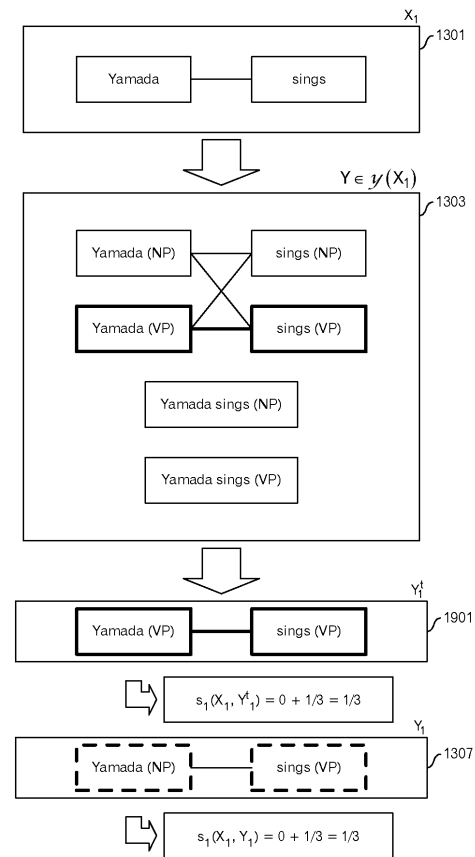 X₁
1301
Yamada sings
Y ∈ 𝓎(X₁)
1303
Yamada (NP) sings (NP)
Yamada (VP) sings (VP)
Yamada sings (NP)
Yamada sings (VP)
Y₁ᵗ
1901
Yamada (VP) sings (VP)
s₁(X₁, Yᵗ₁) = 0 + 1/3 = 1/3
Y₁
1307
Yamada (NP) sings (VP)
s₁(X₁, Y₁) = 0 + 1/3 = 1/3